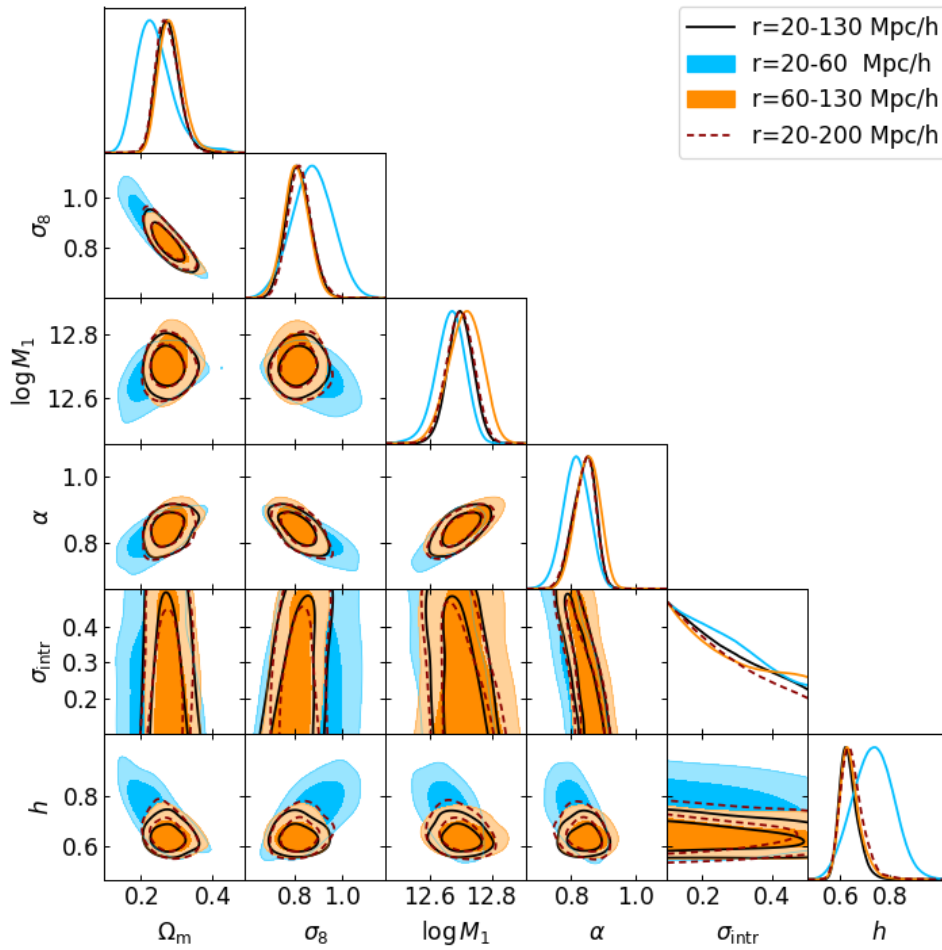 r=20-130 Mpc/h
r=20-60 Mpc/h
r=60-130 Mpc/h
r=20-200 Mpc/h
1.0
0.8
σ₈
12.8
12.6
log M₁
1.0
0.8
α
0.4
0.3
0.2
σintr
0.8
0.6
h
0.2 0.4 0.8 1.0 12.6 12.8 0.8 1.0 0.2 0.4 0.6 0.8
Ωm σ₈ log M₁ α σintr h